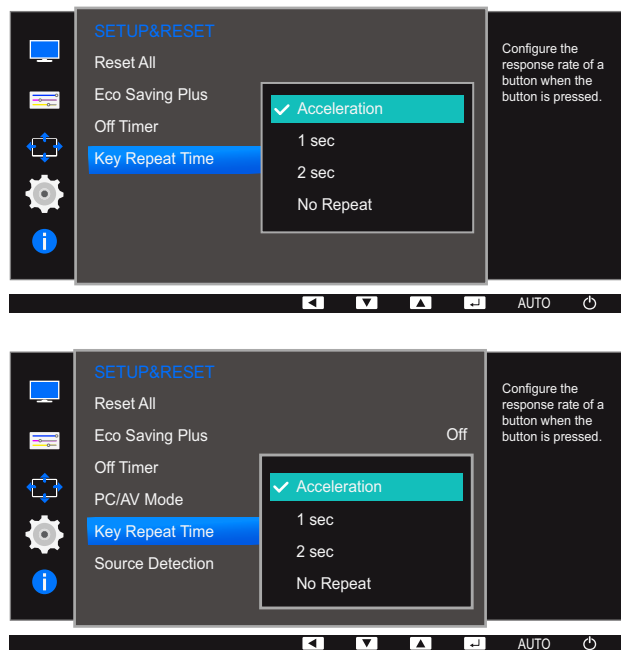 SETUP&RESET
Reset All
Eco Saving Plus
Off Timer
Key Repeat Time
Acceleration
1 sec
2 sec
No Repeat
Configure the
response rate of a
button when the
button is pressed.
AUTO
SETUP&RESET
Reset All
Eco Saving Plus Off
Off Timer
PC/AV Mode
Key Repeat Time
Source Detection
Acceleration
1 sec
2 sec
No Repeat
Configure the
response rate of a
button when the
button is pressed.
AUTO